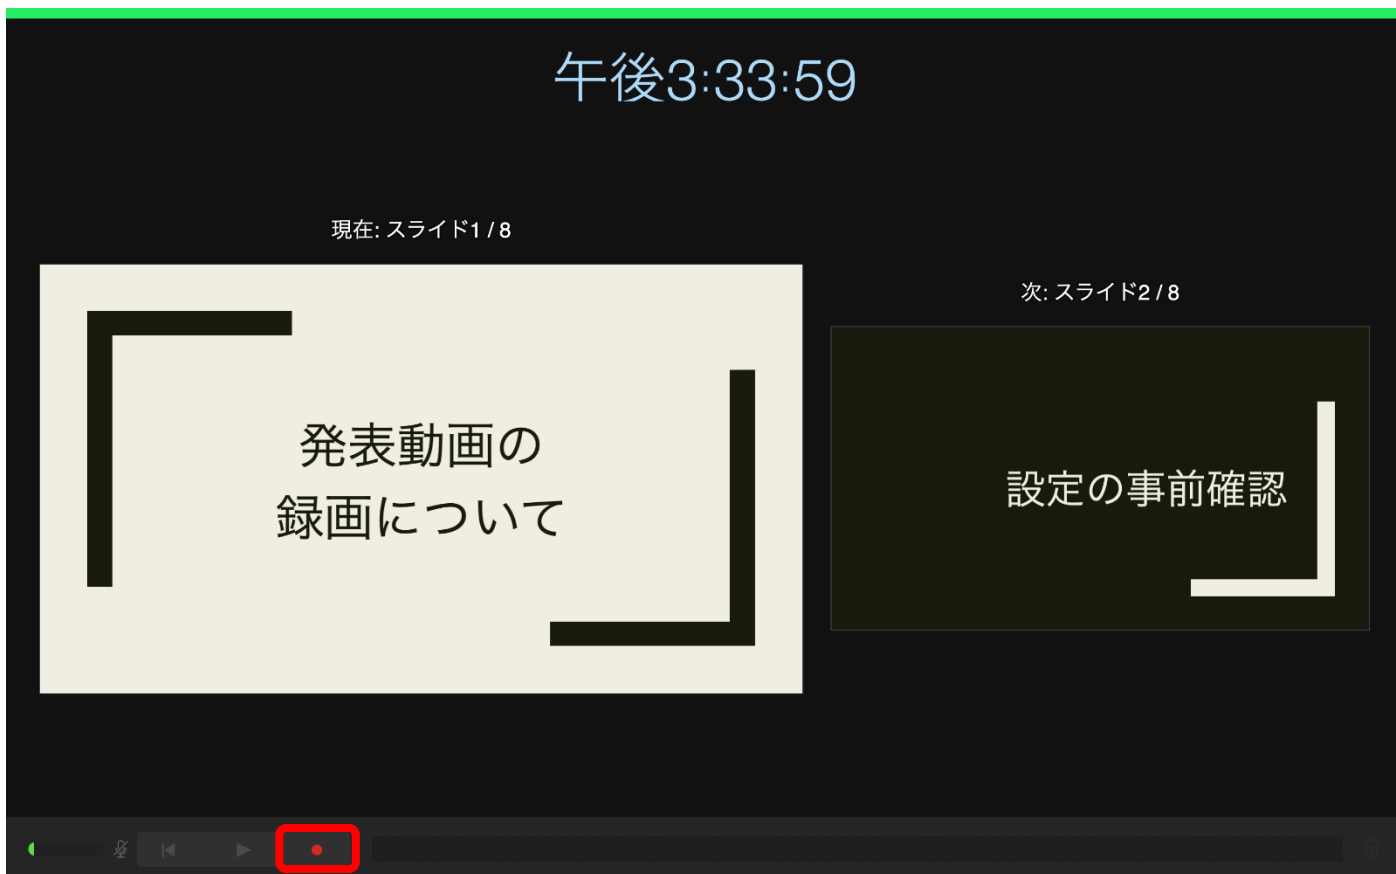 午後3:33:59
現在: スライド1 / 8
発表動画の
録画について
次: スライド2 / 8
設定の事前確認